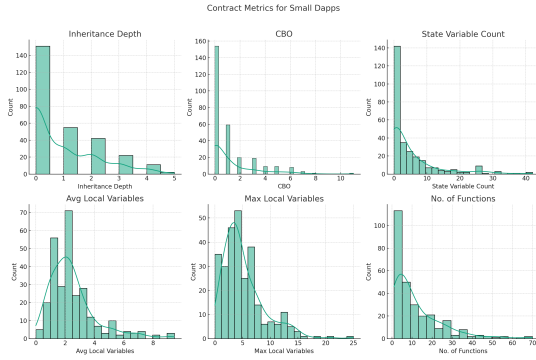 Contract Metrics for Small Dapps
Inheritance Depth
CBO
State Variable Count
Count
160
140
120
100
80
60
40
20
0
0 1 2 3 4 5
Inheritance Depth
Count
160
140
120
100
80
60
40
20
0
0 2 4 6 8 10
CBO
Count
140
120
100
80
60
40
20
0
0 10 20 30 40
State Variable Count
Avg Local Variables
Max Local Variables
No. of Functions
Count
70
60
50
40
30
20
10
0
0 2 4 6 8
Avg Local Variables
Count
50
40
30
20
10
0
0 5 10 15 20 25
Max Local Variables
Count
100
80
60
40
20
0
0 10 20 30 40 50 60 70
No. of Functions